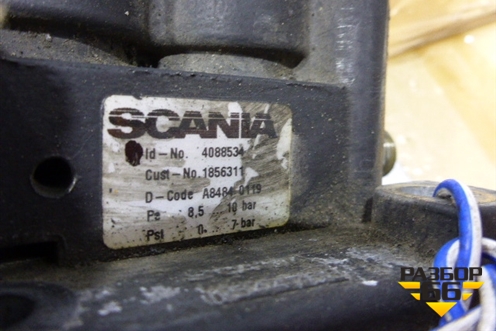 SCANIA
Id-No. 4088534
Cust-No.1856311
D-Code A8484-0119
Pe 8,5 10 bar
Pst 0 7-bar
РАЗБОР
66